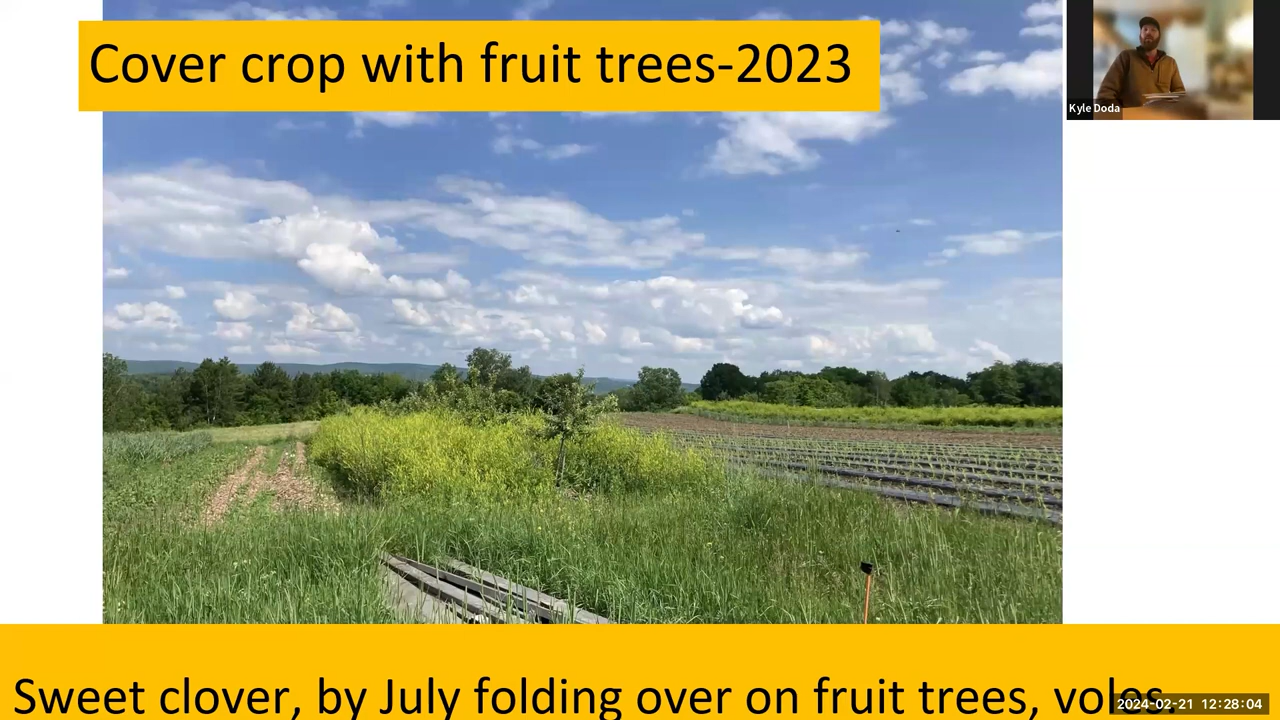 Cover crop with fruit trees-2023
Kyle Doda
Sweet clover, by July folding over on fruit trees, voles.
2024-02-21 12:28:04